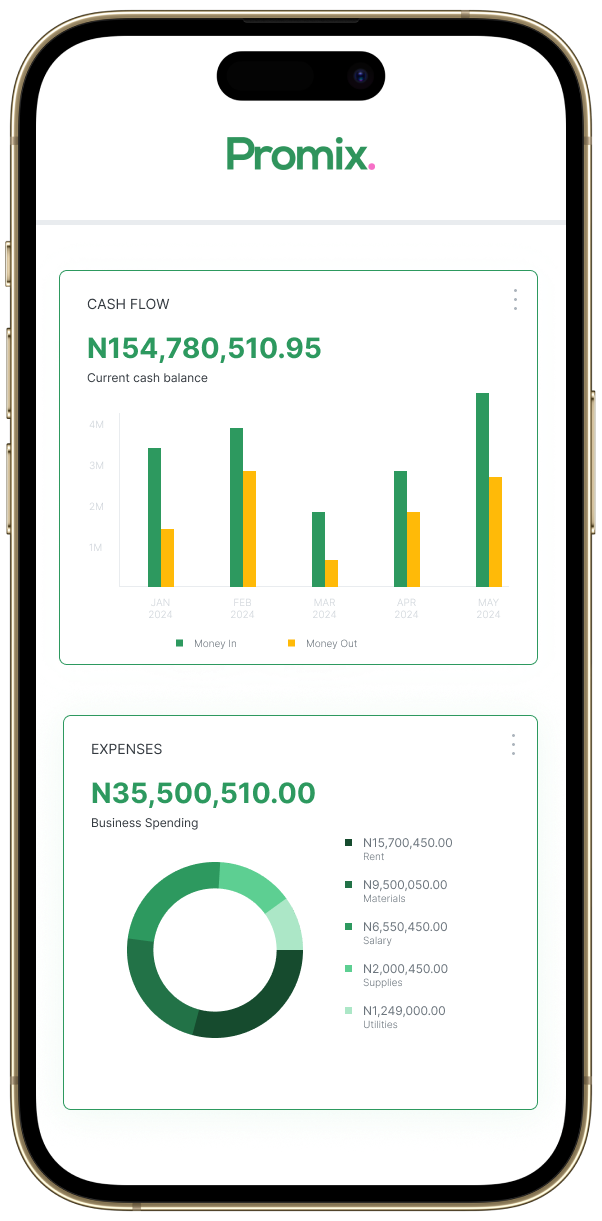 Promix.
CASH FLOW
N154,780,510.95
Current cash balance
4M
3M
2M
1M
JAN
2024
FEB
2024
MAR
2024
APR
2024
MAY
2024
Money In
Money Out
EXPENSES
N35,500,510.00
Business Spending
N15,700,450.00
Rent
N9,500,050.00
Materials
N6,550,450.00
Salary
N2,000,450.00
Supplies
N1,249,000.00
Utilities